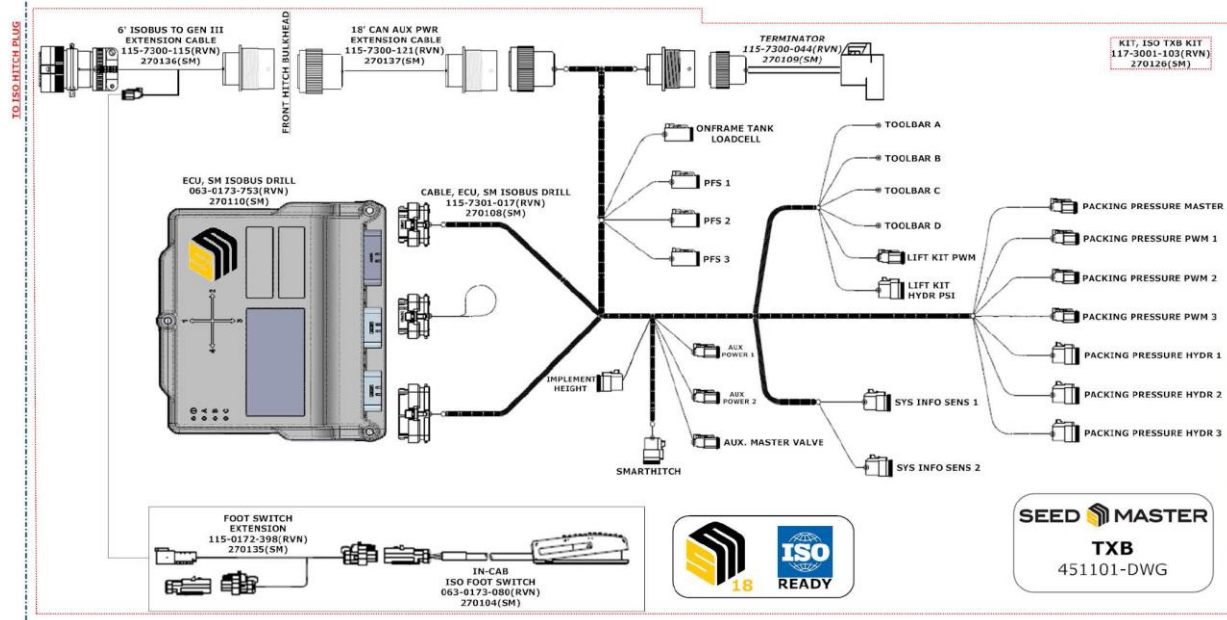 TO ISO HITCH PLUG
6' ISOBUS TO GEN III
EXTENSION CABLE
115-7300-115(RVN)
270136(SM)
FRONT HITCH BULKHEAD
18' CAN AUX PWR
EXTENSION CABLE
115-7300-121(RVN)
270137(SM)
TERMINATOR
115-7300-044(RVN)
270109(SM)
KIT, ISO TXB KIT
117-3001-103(RVN)
270126(SM)
ECU, SM ISOBUS DRILL
063-0173-753(RVN)
270110(SM)
CABLE, ECU, SM ISOBUS DRILL
115-7301-017(RVN)
270108(SM)
ONFRAME TANK
LOADCELL
PFS 1
PFS 2
PFS 3
TOOLBAR A
TOOLBAR B
TOOLBAR C
TOOLBAR D
LIFT KIT PWM
LIFT KIT
HYDR PSI
PACKING PRESSURE MASTER
PACKING PRESSURE PWM 1
PACKING PRESSURE PWM 2
PACKING PRESSURE PWM 3
PACKING PRESSURE HYDR 1
PACKING PRESSURE HYDR 2
PACKING PRESSURE HYDR 3
IMPLEMENT
HEIGHT
AUX
POWER 1
AUX
POWER 2
AUX. MASTER VALVE
SMARTHITCH
SYS INFO SENS 1
SYS INFO SENS 2
FOOT SWITCH
EXTENSION
115-0172-398(RVN)
270135(SM)
IN-CAB
ISO FOOT SWITCH
063-0173-080(RVN)
270104(SM)
18
ISO
READY
SEED MASTER
TXB
451101-DWG